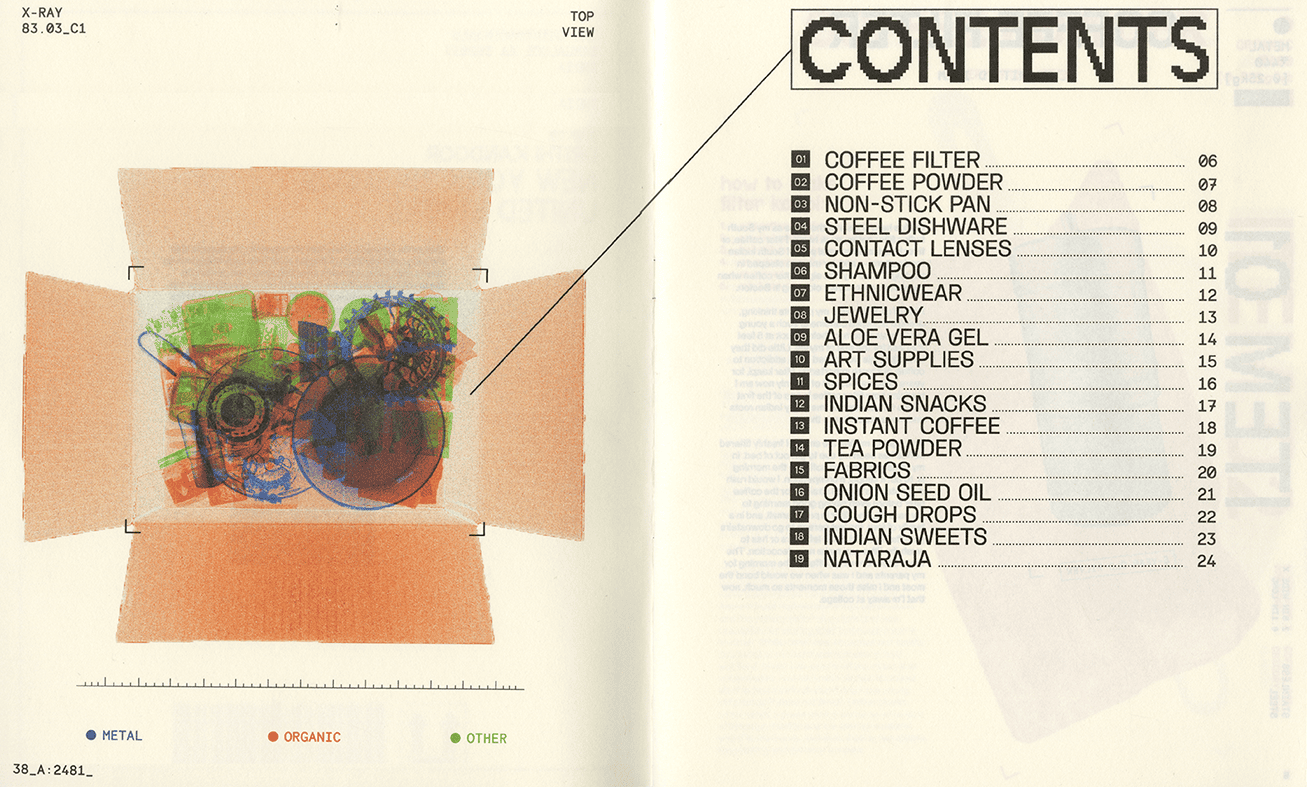 X-RAY
83.03_C1
TOP
VIEW
METAL
ORGANIC
OTHER
38_A:2481_
CONTENTS
01 COFFEE FILTER 06
02 COFFEE POWDER 07
03 NON-STICK PAN 08
04 STEEL DISHWARE 09
05 CONTACT LENSES 10
06 SHAMPOO 11
07 ETHNICWEAR 12
08 JEWELRY 13
09 ALOE VERA GEL 14
10 ART SUPPLIES 15
11 SPICES 16
12 INDIAN SNACKS 17
13 INSTANT COFFEE 18
14 TEA POWDER 19
15 FABRICS 20
16 ONION SEED OIL 21
17 COUGH DROPS 22
18 INDIAN SWEETS 23
19 NATARAJA 24